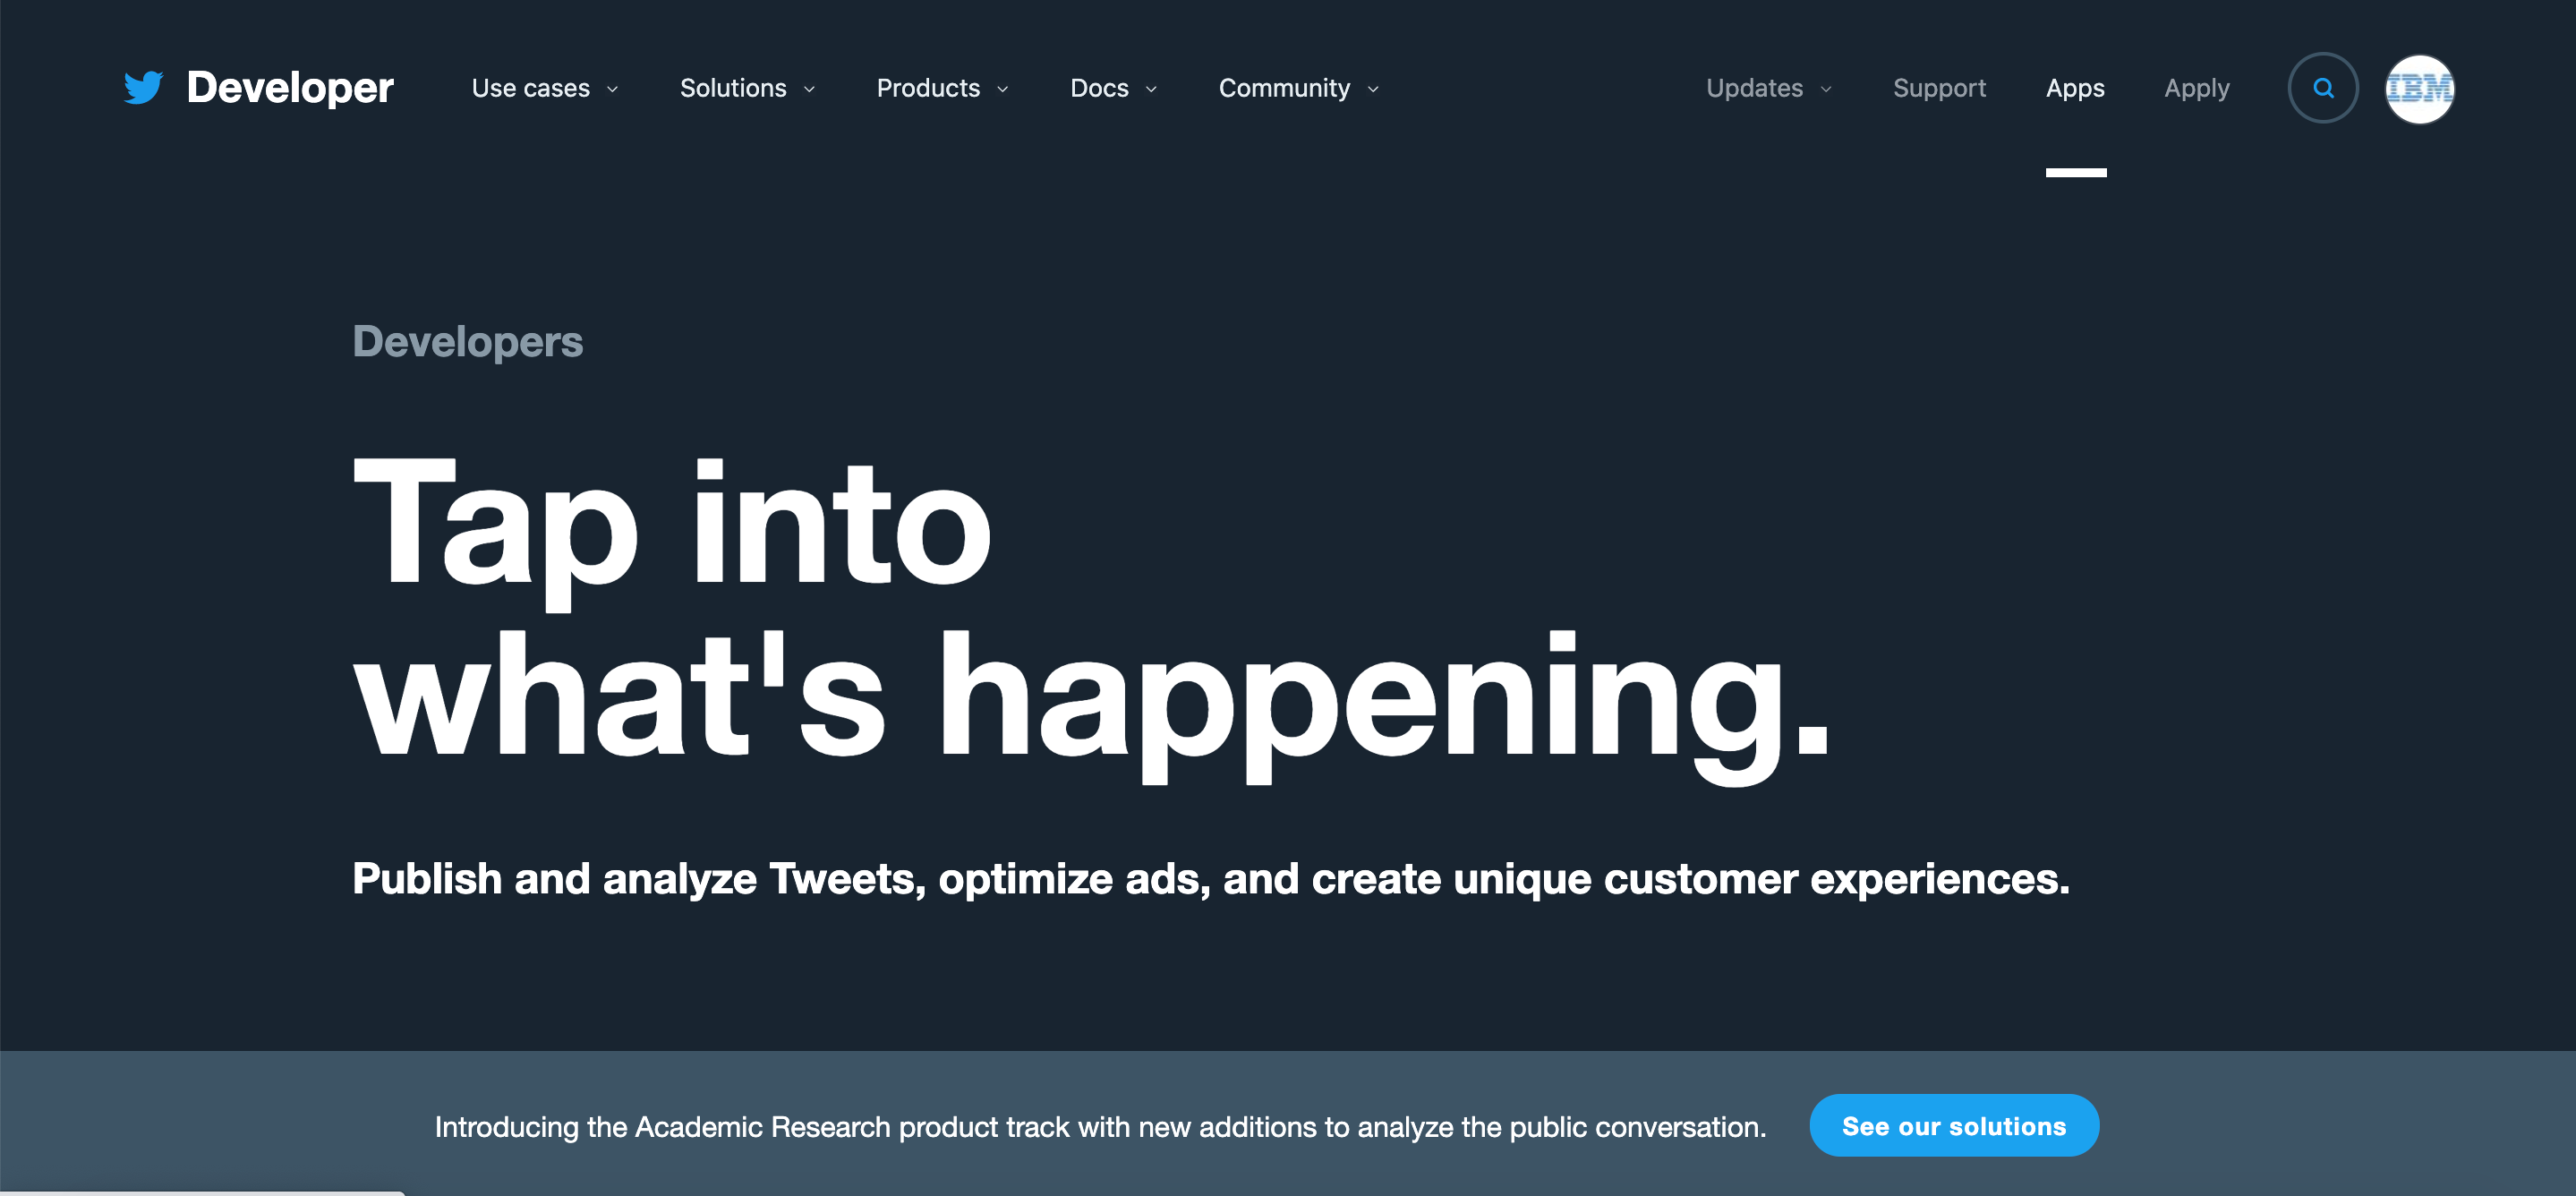 Developer
Use cases
Solutions
Products
Docs
Community
Updates
Support
Apps
Apply
IBM
Developers
Tap into
what's happening.
Publish and analyze Tweets, optimize ads, and create unique customer experiences.
Introducing the Academic Research product track with new additions to analyze the public conversation.
See our solutions